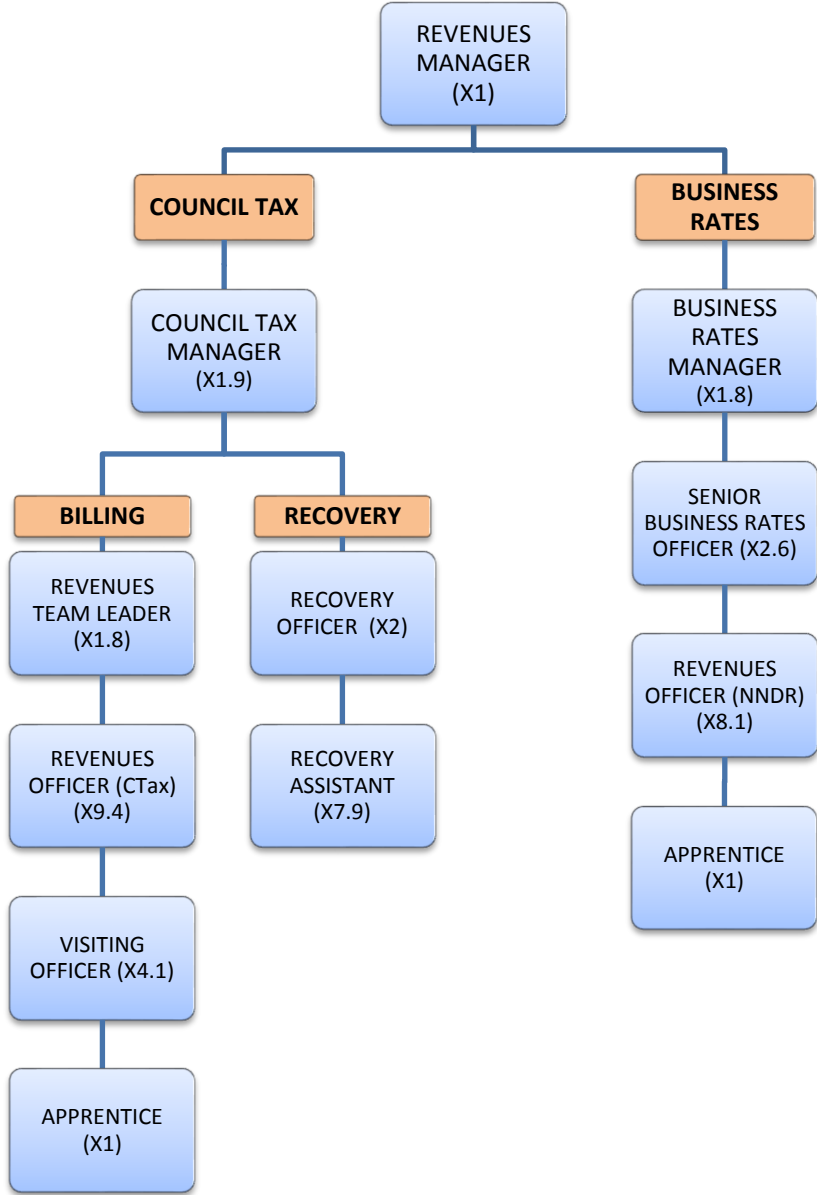 REVENUES
MANAGER
(X1)
COUNCIL TAX
BUSINESS
RATES
COUNCIL TAX
MANAGER
(X1.9)
BUSINESS
RATES
MANAGER
(X1.8)
BILLING
RECOVERY
SENIOR
BUSINESS RATES
OFFICER (X2.6)
REVENUES
TEAM LEADER
(X1.8)
RECOVERY
OFFICER (X2)
REVENUES
OFFICER (NNDR)
(X8.1)
REVENUES
OFFICER (CTax)
(X9.4)
RECOVERY
ASSISTANT
(X7.9)
APPRENTICE
(X1)
VISITING
OFFICER (X4.1)
APPRENTICE
(X1)